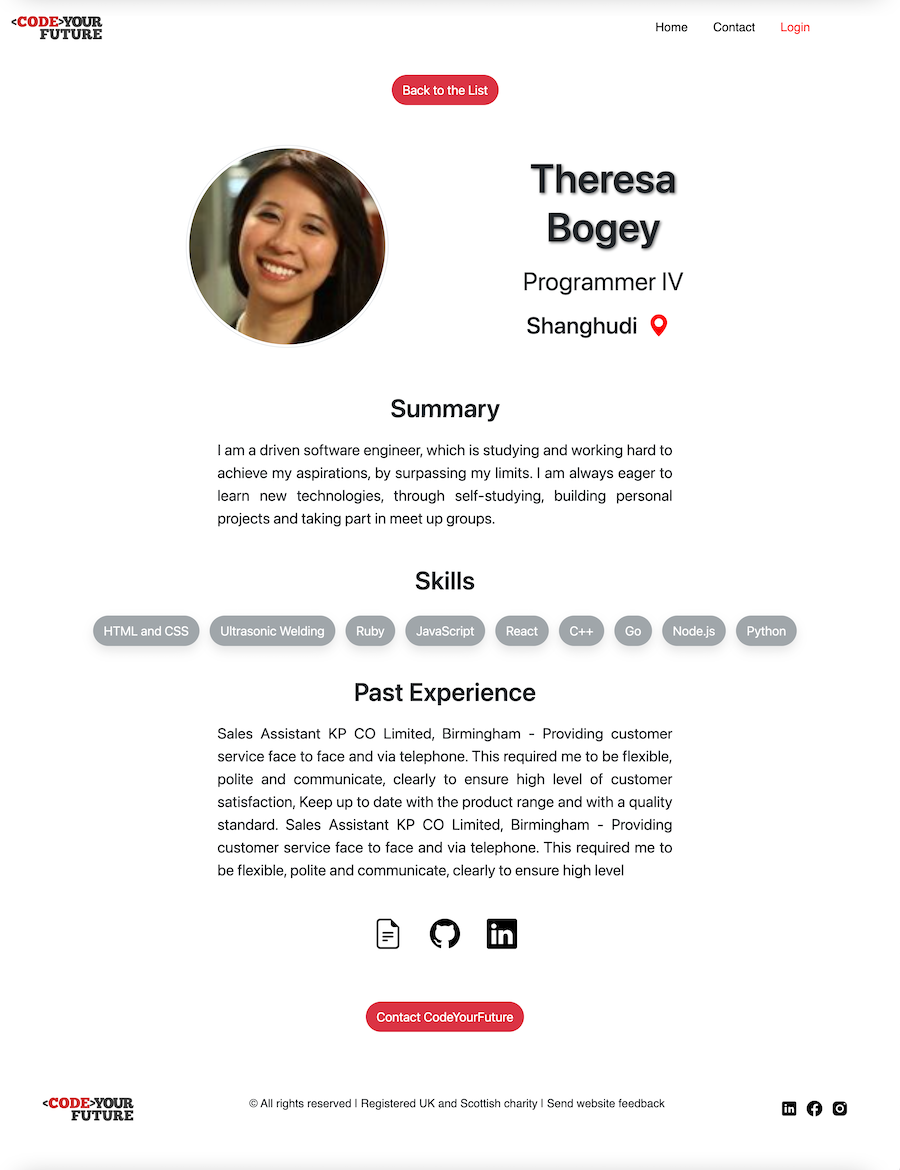 <CODE>YOUR
FUTURE
Home Contact Login
Back to the List
Theresa
Bogey
Programmer IV
Shanghudi
Summary
I am a driven software engineer, which is studying and working hard to
achieve my aspirations, by surpassing my limits. I am always eager to
learn new technologies, through self-studying, building personal
projects and taking part in meet up groups.
Skills
HTML and CSS Ultrasonic Welding Ruby JavaScript React C++ Go Node.js Python
Past Experience
Sales Assistant KP CO Limited, Birmingham - Providing customer
service face to face and via telephone. This required me to be flexible,
polite and communicate, clearly to ensure high level of customer
satisfaction, Keep up to date with the product range and with a quality
standard. Sales Assistant KP CO Limited, Birmingham - Providing
customer service face to face and via telephone. This required me to
be flexible, polite and communicate, clearly to ensure high level
in
Contact CodeYourFuture
<CODE>YOUR
FUTURE
© All rights reserved | Registered UK and Scottish charity | Send website feedback
in